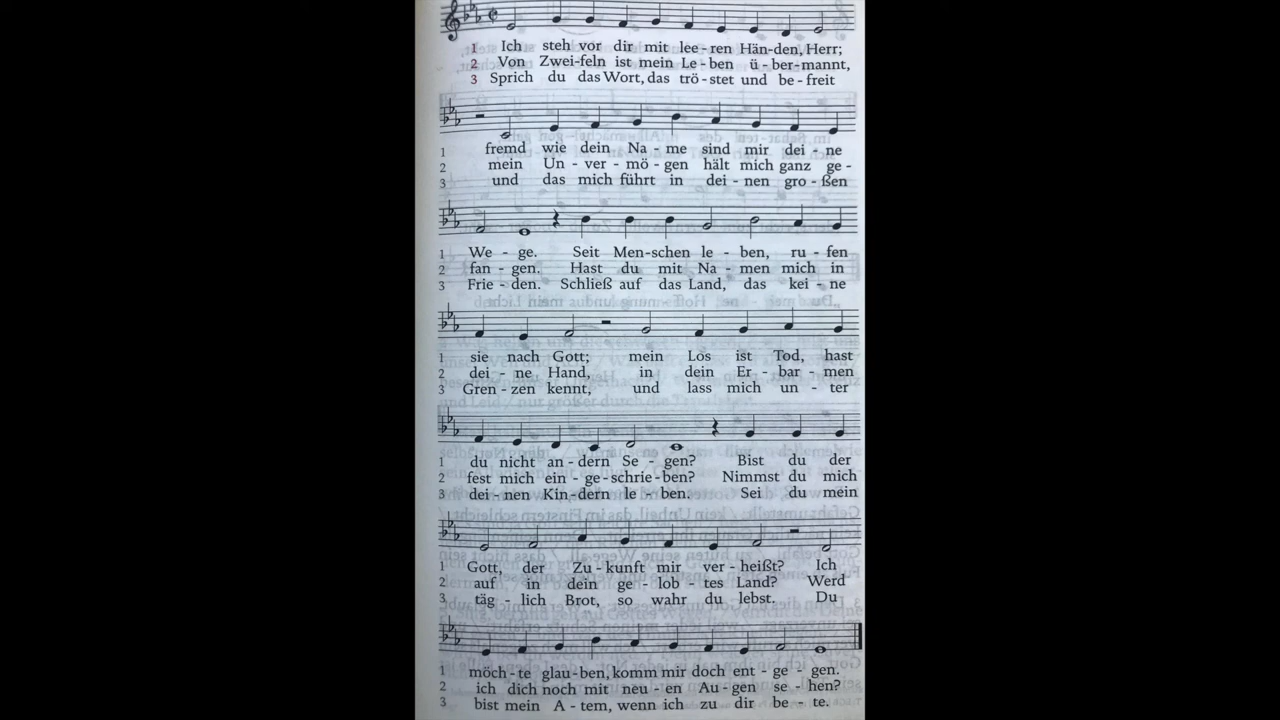 1 Ich steh vor dir mit lee-ren Hän-den, Herr;
2 Von Zwei-feln ist mein Le-ben ü-ber-mannt,
3 Sprich du das Wort, das trö-stet und be-freit
1 fremd wie dein Na-me sind mir dei-ne
2 mein Un-ver-mö-gen hält mich ganz ge-
3 und das mich führt in dei-nen gro-ßen
1 We-ge. Seit Men-schen le-ben, ru-fen
2 fan-gen. Hast du mit Na-men mich in
3 Frie-den. Schließ auf das Land, das kei-ne
1 sie nach Gott; mein Los ist Tod, hast
2 dei-ne Hand, in dein Er-bar-men
3 Gren-zen kennt, und lass mich un-ter
1 du nicht an-dern Se-gen? Bist du der
2 fest mich ein-ge-schrie-ben? Nimmst du mich
3 dei-nen Kin-dern le-ben. Sei du mein
1 Gott, der Zu-kunft mir ver-heißt? Ich
2 auf in dein ge-lob-tes Land? Werd
3 täg-lich Brot, so wahr du lebst. Du
1 möch-te glau-ben, komm mir doch ent-ge-gen.
2 ich dich noch mit neu-en Au-gen se-hen?
3 bist mein A-tem, wenn ich zu dir be-te.